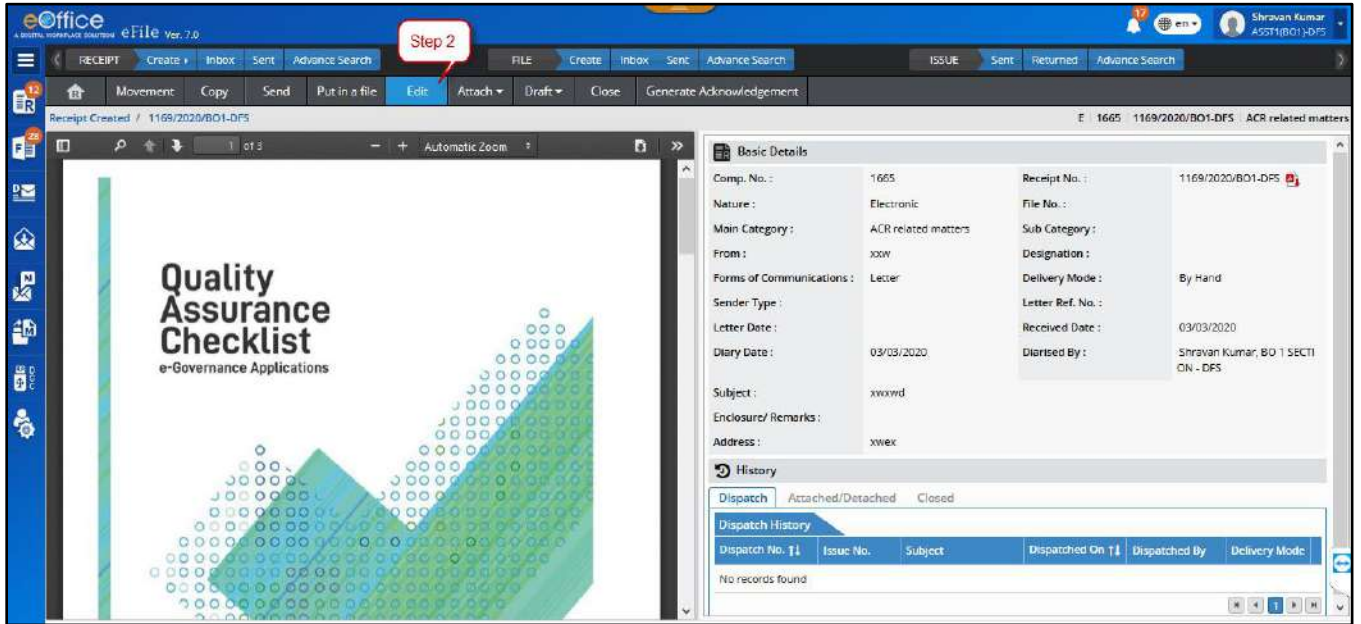 eOffice
A DIGITAL WORKPLACE SOLUTION eFile Ver. 7.0
17
en
Shravan Kumar
ASST1(BO1)-DFS
Step 2
RECEIPT Create Inbox Sent Advance Search FILE Create Inbox Sent Advance Search ISSUE Sent Returned Advance Search
Movement Copy Send Put in a file Edit Attach Draft Close Generate Acknowledgement
12
R
Receipt Created / 1169/2020/BO1-DFS
E 1665 1169/2020/BO1-DFS ACR related matters
28
F
1 of 3 − + Automatic Zoom
Quality
Assurance
Checklist
e-Governance Applications
Basic Details
Comp. No. : 1665 Receipt No. : 1169/2020/BO1-DFS
Nature : Electronic File No. :
Main Category : ACR related matters Sub Category :
From : xxw Designation :
Forms of Communications : Letter Delivery Mode : By Hand
Sender Type : Letter Ref. No. :
Letter Date : Received Date : 03/03/2020
Diary Date : 03/03/2020 Diarised By : Shravan Kumar, BO 1 SECTI
ON - DFS
Subject : xwxwd
Enclosure/ Remarks :
Address : xwex
History
Dispatch Attached/Detached Closed
Dispatch History
Dispatch No. Issue No. Subject Dispatched On Dispatched By Delivery Mode
No records found
1